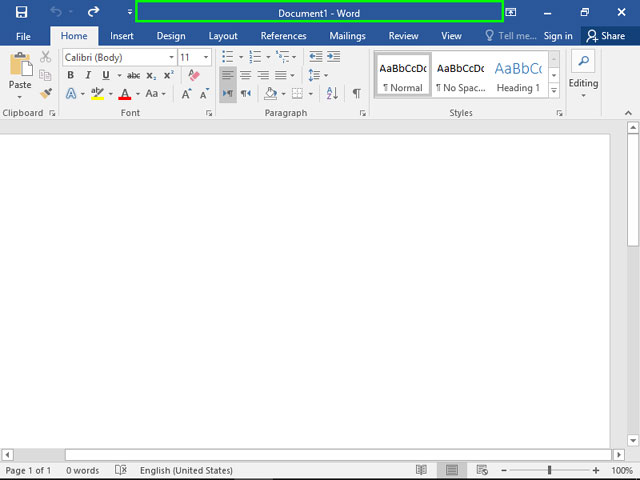 Document1 - Word
File Home Insert Design Layout References Mailings Review View Tell me... Sign in Share
Paste
Calibri (Body) 11
B I U abc x₂ x²
A ab A Aa A A
¶
AaBbCcDc AaBbCcDc AaBbCc
¶ Normal ¶ No Spac... Heading 1
Editing
Clipboard Font Paragraph Styles
Page 1 of 1 0 words English (United States) 100%